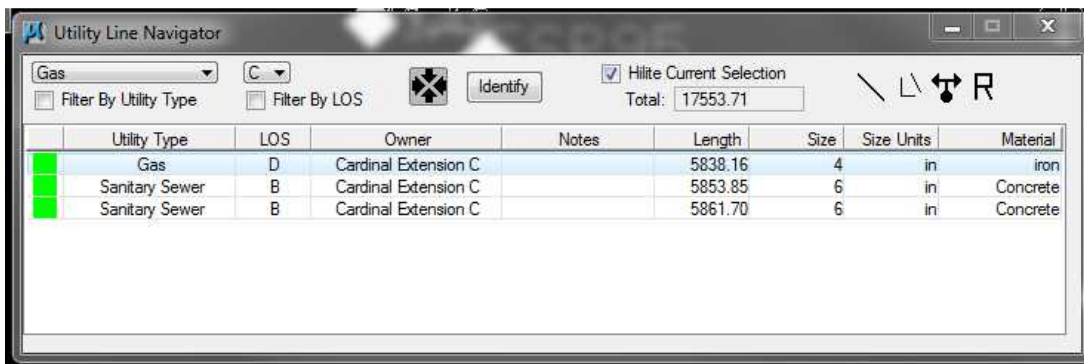 Utility Line Navigator
Gas C Identify Hilite Current Selection R
Filter By Utility Type Filter By LOS Total: 17553.71
Utility Type LOS Owner Notes Length Size Size Units Material
Gas D Cardinal Extension C 5838.16 4 in iron
Sanitary Sewer B Cardinal Extension C 5853.85 6 in Concrete
Sanitary Sewer B Cardinal Extension C 5861.70 6 in Concrete